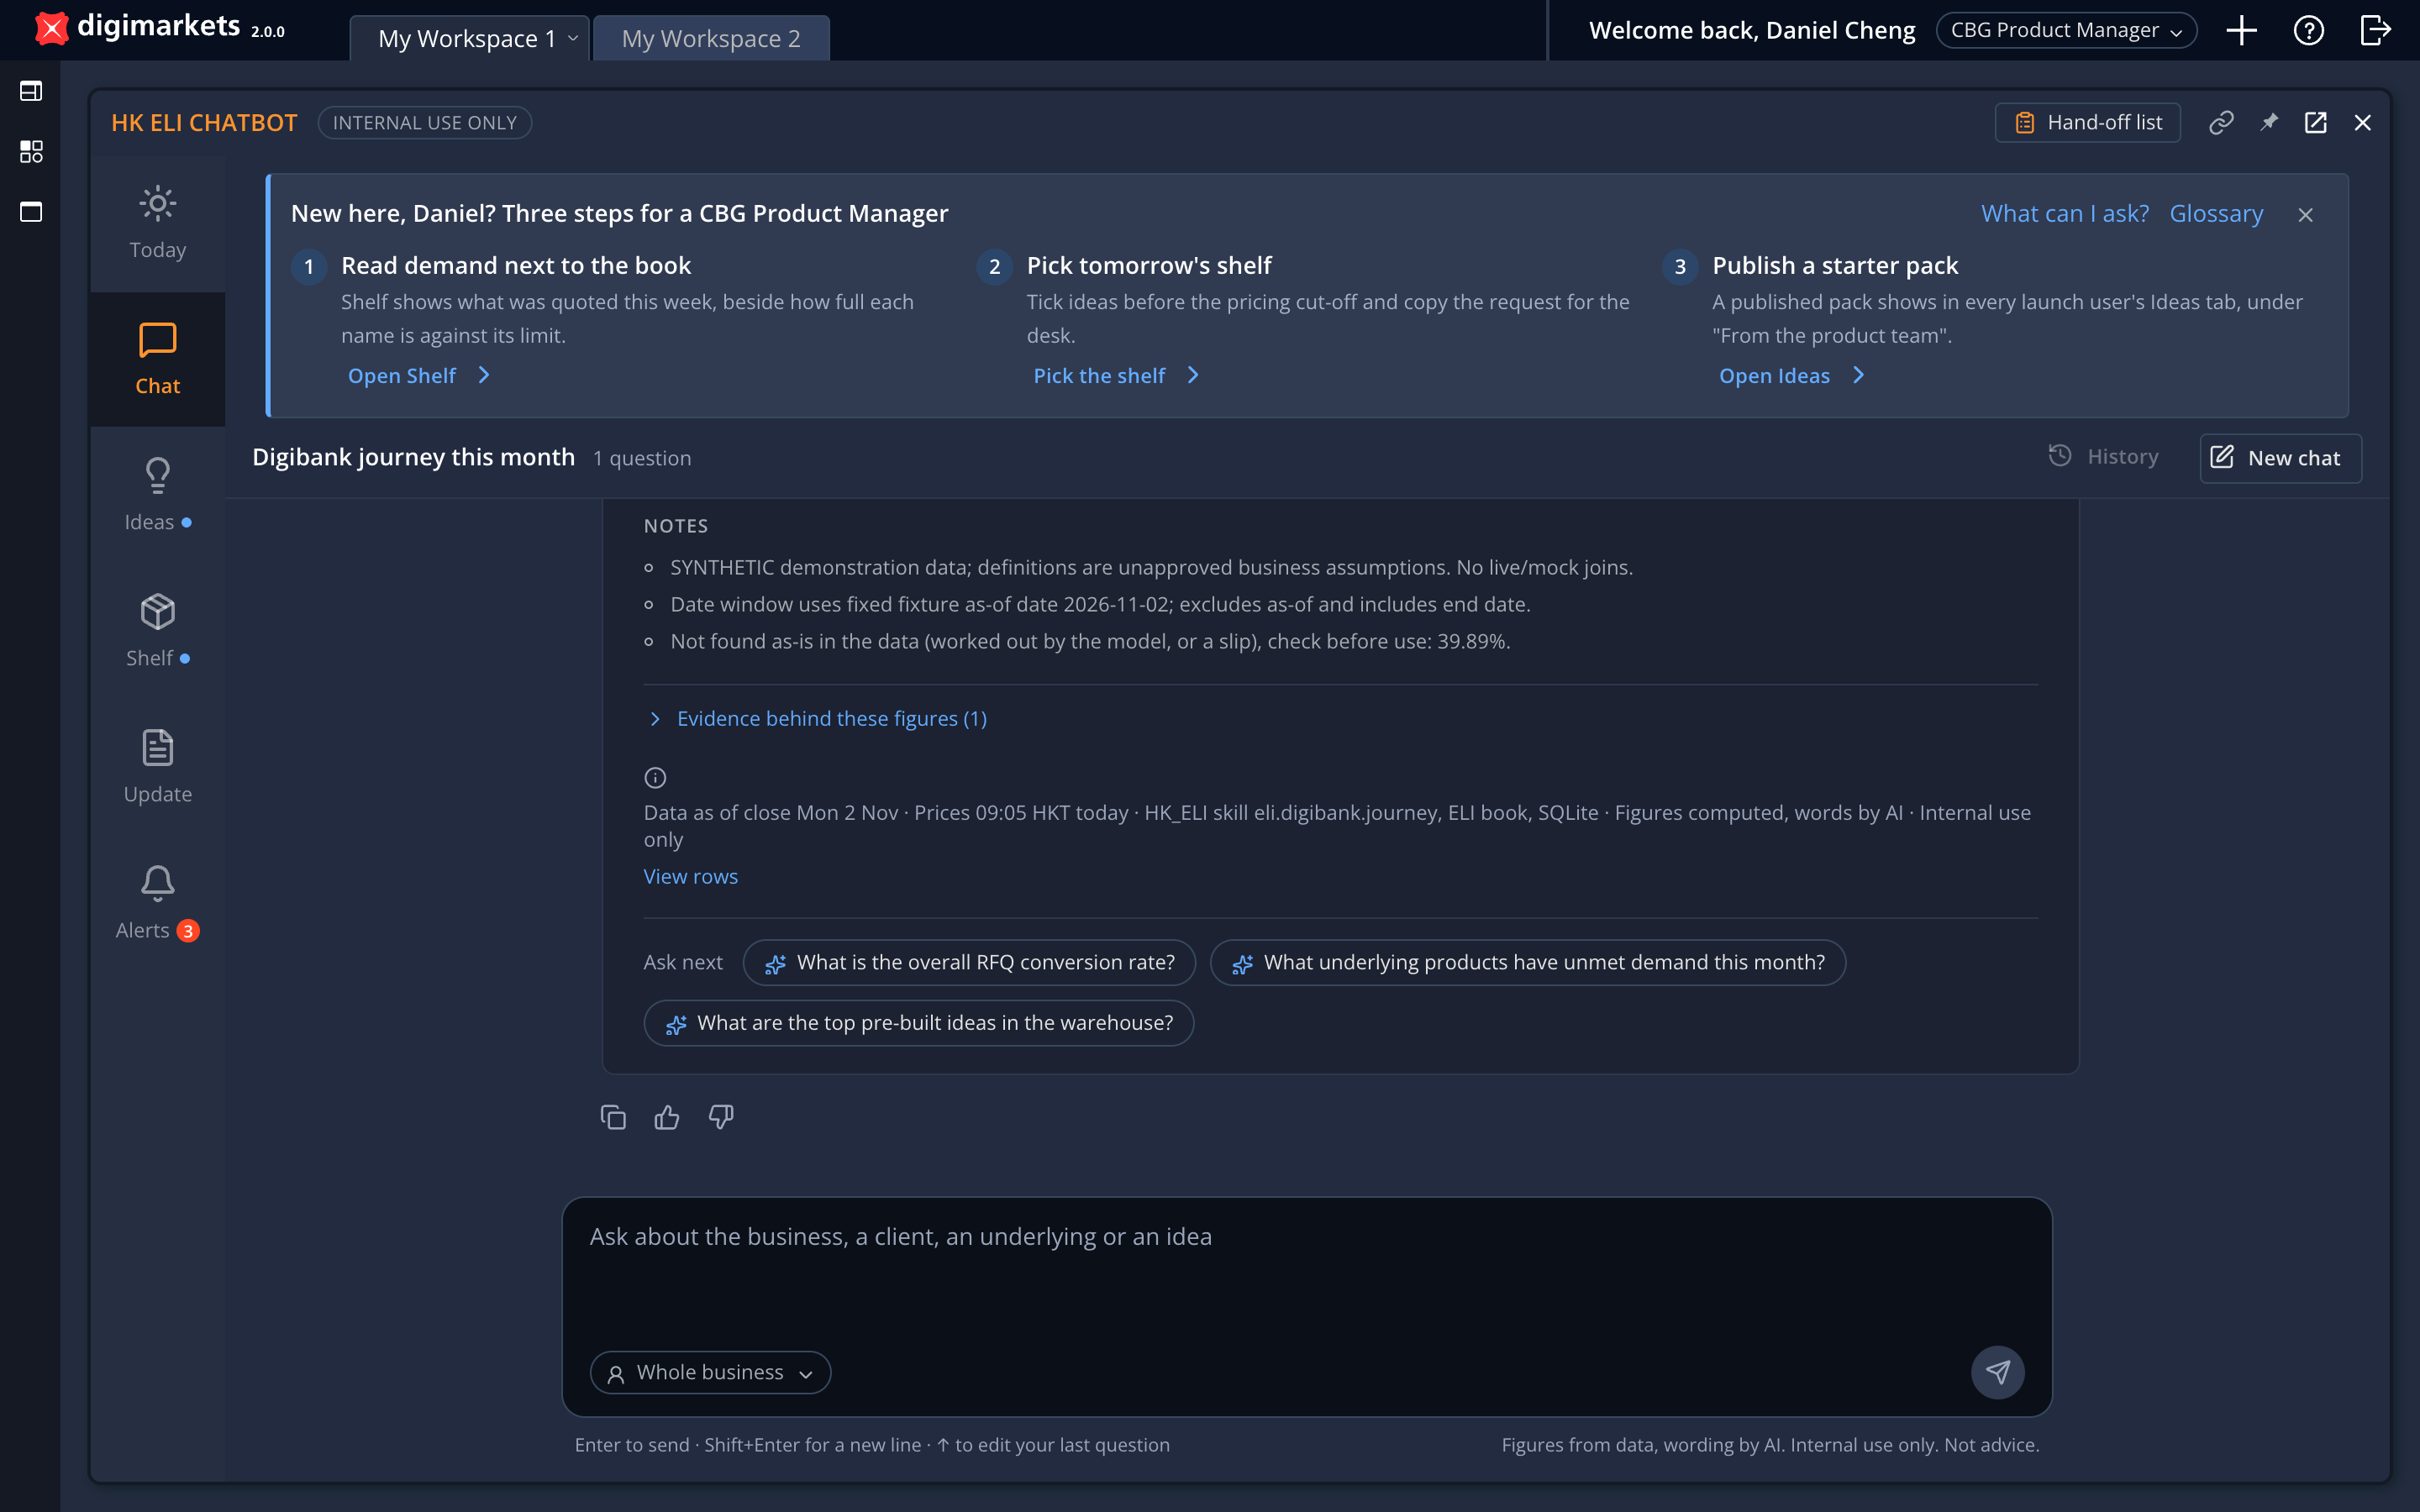 digimarkets 2.0.0
My Workspace 1
My Workspace 2
Welcome back, Daniel Cheng
CBG Product Manager
HK ELI CHATBOT
INTERNAL USE ONLY
Hand-off list
Today
Chat
Ideas
Shelf
Update
Alerts 3
New here, Daniel? Three steps for a CBG Product Manager
What can I ask?
Glossary
1
Read demand next to the book
Shelf shows what was quoted this week, beside how full each
name is against its limit.
Open Shelf
2
Pick tomorrow's shelf
Tick ideas before the pricing cut-off and copy the request for the
desk.
Pick the shelf
3
Publish a starter pack
A published pack shows in every launch user's Ideas tab, under
"From the product team".
Open Ideas
Digibank journey this month
1 question
History
New chat
NOTES
SYNTHETIC demonstration data; definitions are unapproved business assumptions. No live/mock joins.
Date window uses fixed fixture as-of date 2026-11-02; excludes as-of and includes end date.
Not found as-is in the data (worked out by the model, or a slip), check before use: 39.89%.
Evidence behind these figures (1)
Data as of close Mon 2 Nov · Prices 09:05 HKT today · HK_ELI skill eli.digibank.journey, ELI book, SQLite · Figures computed, words by AI · Internal use
only
View rows
Ask next
What is the overall RFQ conversion rate?
What underlying products have unmet demand this month?
What are the top pre-built ideas in the warehouse?
Ask about the business, a client, an underlying or an idea
Whole business
Enter to send · Shift+Enter for a new line · ↑ to edit your last question
Figures from data, wording by AI. Internal use only. Not advice.